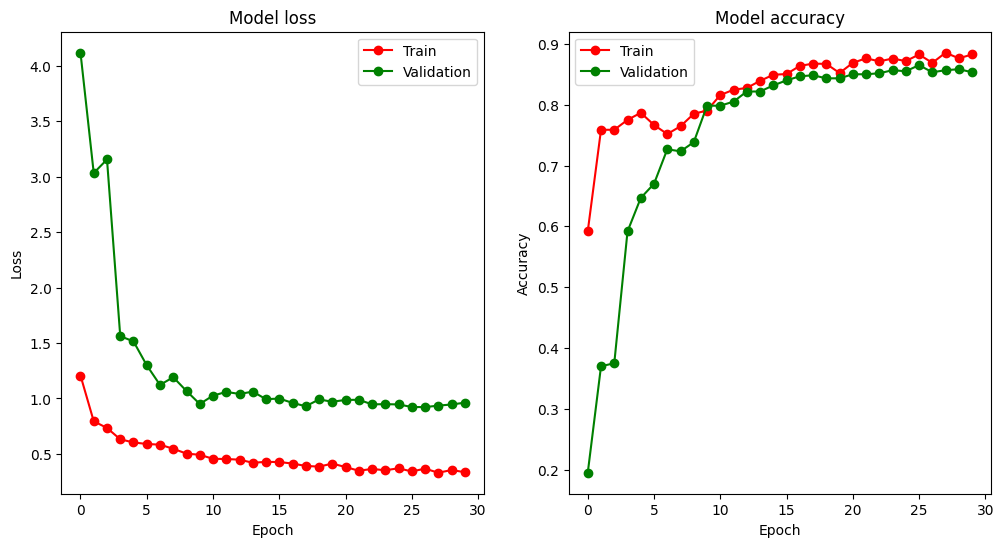 Model loss
Train
Validation
4.0
3.5
3.0
2.5
2.0
1.5
1.0
0.5
Loss
0 5 10 15 20 25 30
Epoch
Model accuracy
Train
Validation
0.9
0.8
0.7
0.6
0.5
0.4
0.3
0.2
Accuracy
0 5 10 15 20 25 30
Epoch